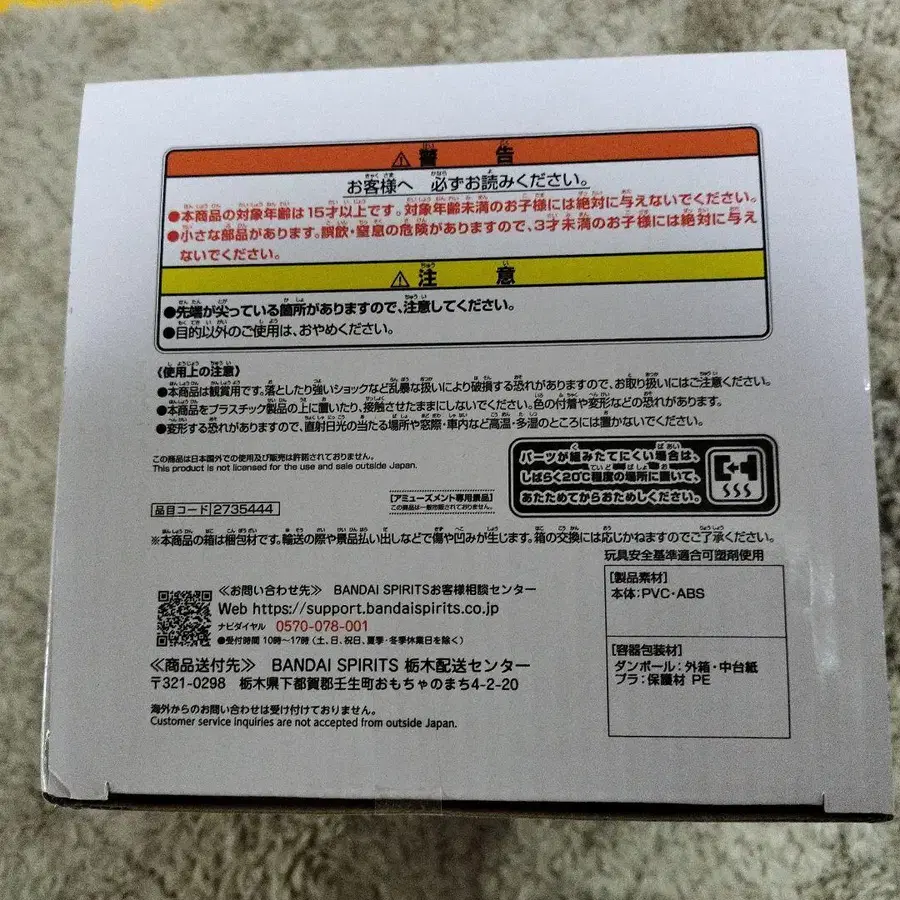 ⚠警告
お客様へ 必ずお読みください。
●本商品の対象年齢は15才以上です。対象年齢未満のお子様には絶対に与えないでください。
●小さな部品があります。誤飲・窒息の危険がありますので、3才未満のお子様には絶対に与え
ないでください。
⚠注意
●先端が尖っている箇所がありますので、注意してください。
●目的以外のご使用は、おやめください。
《使用上の注意》
●本商品は観賞用です。落としたり強いショックなど乱暴な扱いにより破損する恐れがありますので、お取り扱いにはご注意ください。
●本商品をプラスチック製品の上に置いたり、接触させたままにしないでください。色の付着や変形などの恐れがあります。
●変形する恐れがありますので、直射日光の当たる場所や窓際・車内など高温・多湿のところには置かないでください。
この商品は日本国外での使用及び販売は許諾されておりません。
This product is not licensed for the use and sale outside Japan.
パーツが組みたてにくい場合は、
しばらく20℃程度の場所に置いて、
あたためてからおためしください。
品目コード 2735444
[アミューズメント専用景品]
この景品は一般市販されておりません。
※本商品の箱は梱包材です。輸送の際や景品払い出しなどで傷や凹みが生じます。箱の交換には応じかねますのでご了承ください。
玩具安全基準適合可塑剤使用
[製品素材]
本体:PVC・ABS
[容器包装材]
ダンボール:外箱・中台紙
プラ:保護材 PE
≪お問い合わせ先≫ BANDAI SPIRITSお客様相談センター
Web https://support.bandaispirits.co.jp
ナビダイヤル 0570-078-001
●受付時間 10時～17時(土、日、祝日、夏季・冬季休業日を除く)
≪商品送付先≫ BANDAI SPIRITS 栃木配送センター
〒321-0298 栃木県下都賀郡壬生町おもちゃのまち4-2-20
海外からのお問い合わせは受け付けておりません。
Customer service inquiries are not accepted from outside Japan.